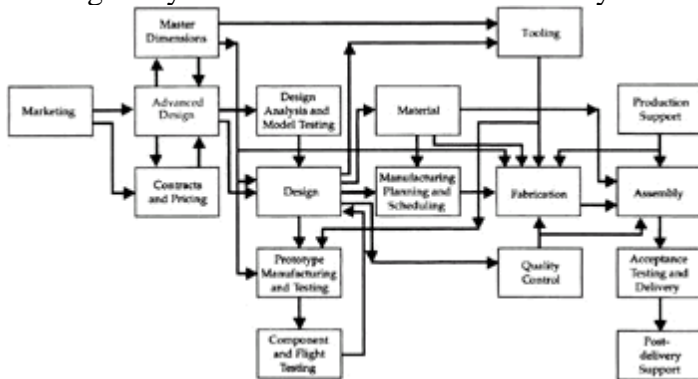 Master
Dimensions
Tooling
Marketing
Advanced
Design
Design
Analysis and
Model Testing
Material
Production
Support
Contracts
and Pricing
Design
Manufacturing
Planning and
Scheduling
Fabrication
Assembly
Prototype
Manufacturing
and Testing
Quality
Control
Acceptance
Testing and
Delivery
Component
and Flight
Testing
Post-
delivery
Support